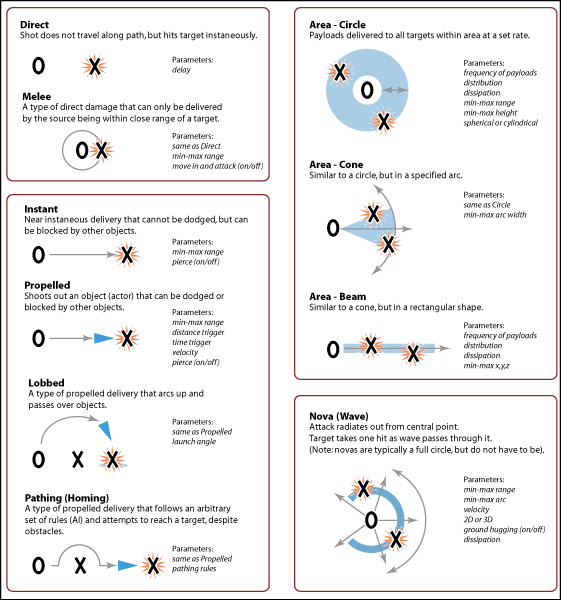 Direct
Shot does not travel along path, but hits target instaneously.
Parameters:
delay
Melee
A type of direct damage that can only be delivered
by the source being within close range of a target.
Parameters:
same as Direct
min-max range
move in and attack (on/off)
Instant
Near instaneous delivery that cannot be dodged, but can
be blocked by other objects.
Parameters:
min-max range
pierce (on/off)
Propelled
Shoots out an object (actor) that can be dodged or
blocked by other objects.
Parameters:
min-max range
distance trigger
time trigger
velocity
pierce (on/off)
Lobbed
A type of propelled delivery that arcs up and
passes over objects.
Parameters:
same as Propelled
launch angle
Pathing (Homing)
A type of propelled delivery that follows an arbitrary
set of rules (AI) and attempts to reach a target, despite
obstacles.
Parameters:
same as Propelled
pathing rules
Area - Circle
Payloads delivered to all targets within area at a set rate.
Parameters:
frequency of payloads
distribution
dissipation
min-max range
min-max height
spherical or cylindrical
Area - Cone
Similar to a circle, but in a specified arc.
Parameters:
same as Circle
min-max arc width
Area - Beam
Similar to a cone, but in a rectangular shape.
Parameters:
frequency of payloads
distribution
dissipation
min-max x,y,z
Nova (Wave)
Attack radiates out from central point.
Target takes one hit as wave passes through it.
(Note: novas are typically a full circle, but do not have to be).
Parameters:
min-max range
min-max arc
velocity
2D or 3D
ground hugging (on/off)
dissipation